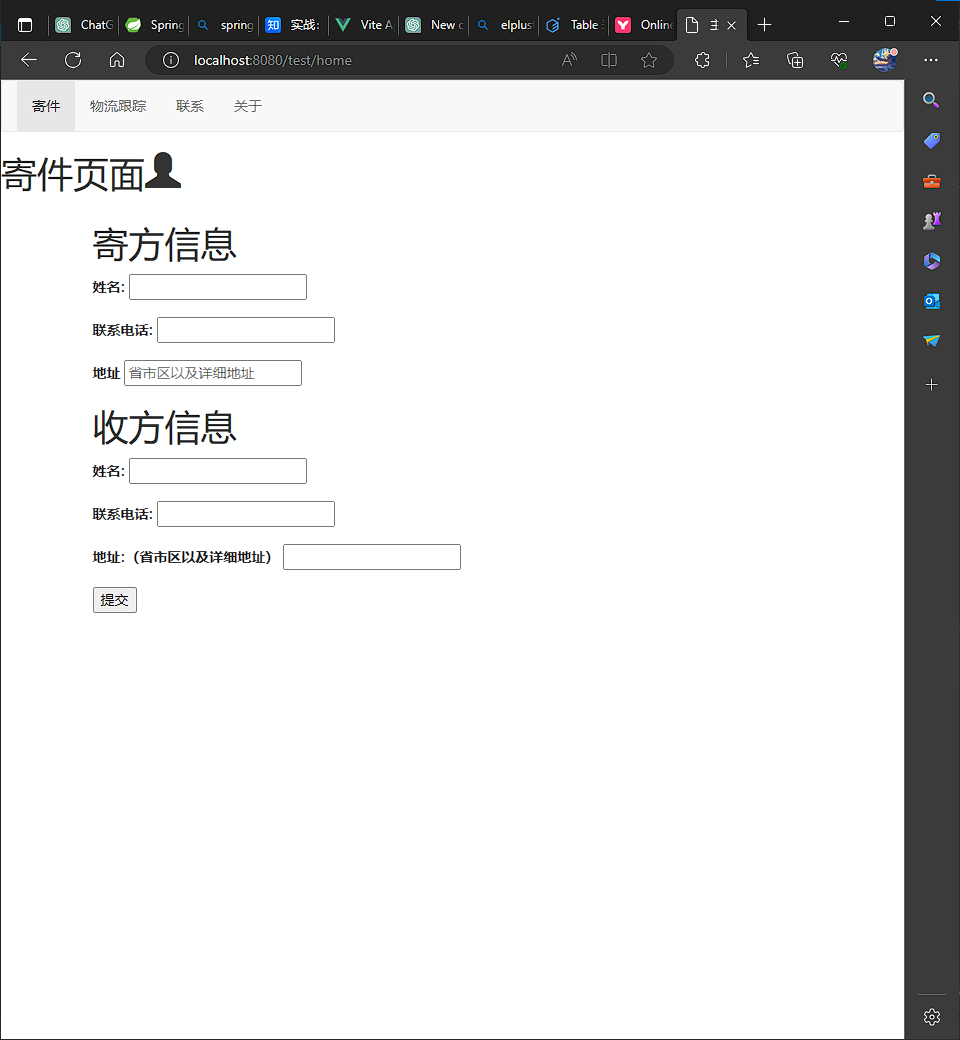 ChatG Spring spring 实战: Vite A New c elplus Table Online
localhost:8080/test/home
寄件 物流跟踪 联系 关于
寄件页面
寄方信息
姓名:
联系电话:
地址 省市区以及详细地址
收方信息
姓名:
联系电话:
地址:（省市区以及详细地址）
提交